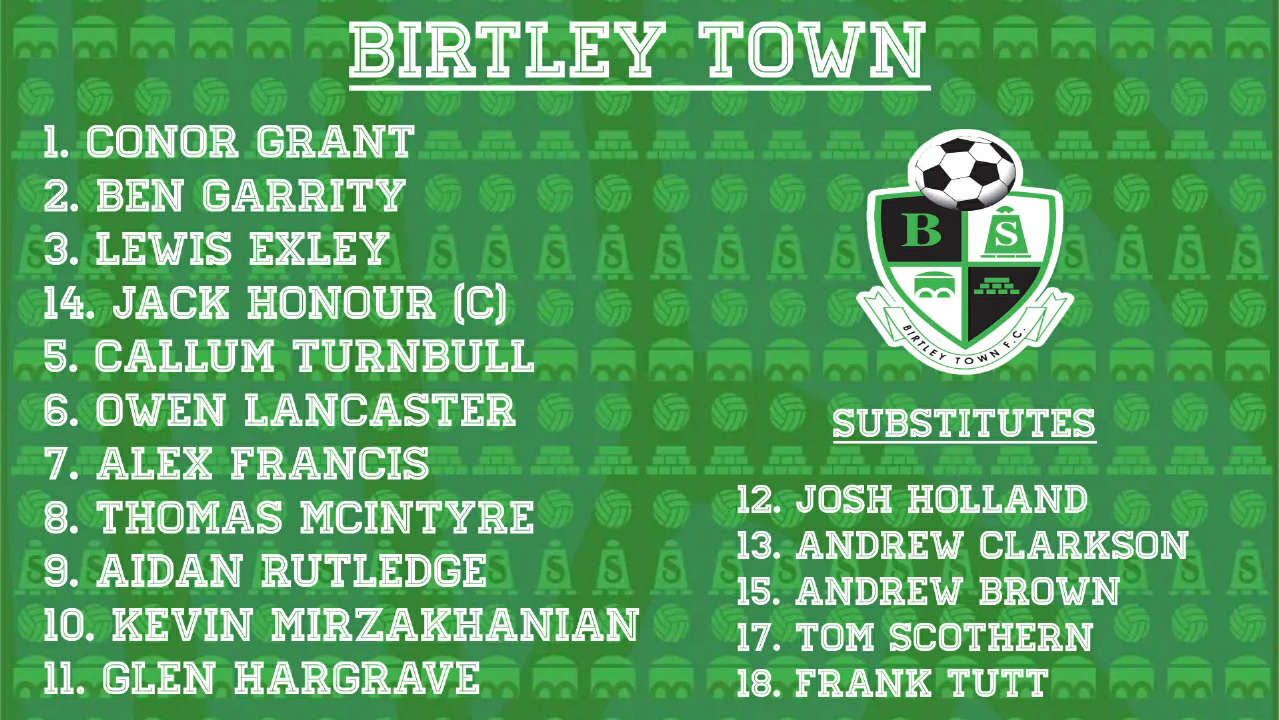 BIRTLEY TOWN
1. CONOR GRANT
2. BEN GARRITY
3. LEWIS EXLEY
14. JACK HONOUR (C)
5. CALLUM TURNBULL
6. OWEN LANCASTER
7. ALEX FRANCIS
8. THOMAS MCINTYRE
9. AIDAN RUTLEDGE
10. KEVIN MIRZAKHANIAN
11. GLEN HARGRAVE
B S
BIRTLEY TOWN F.C.
SUBSTITUTES
12. JOSH HOLLAND
13. ANDREW CLARKSON
15. ANDREW BROWN
17. TOM SCOTHERN
18. FRANK TUTT